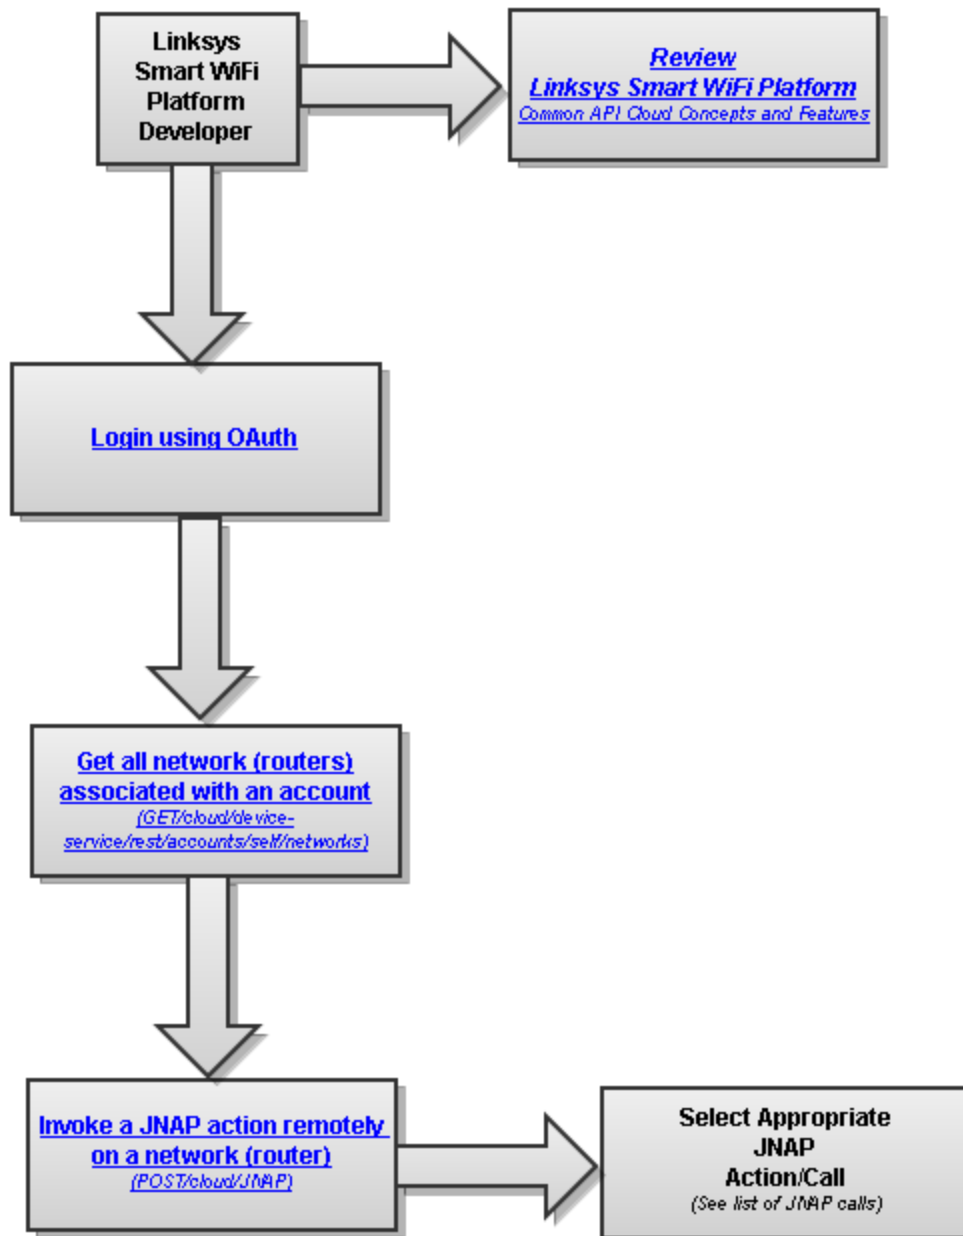 Linksys
Smart WiFi
Platform
Developer
Review
Linksys Smart WiFi Platform
Common API Cloud Concepts and Features
Login using OAuth
Get all network (routers)
associated with an account
(GET/cloud/device-
service/rest/accounts/self/networks)
Invoke a JNAP action remotely
on a network (router)
(POST/cloud/JNAP)
Select Appropriate
JNAP
Action/Call
(See list of JNAP calls)